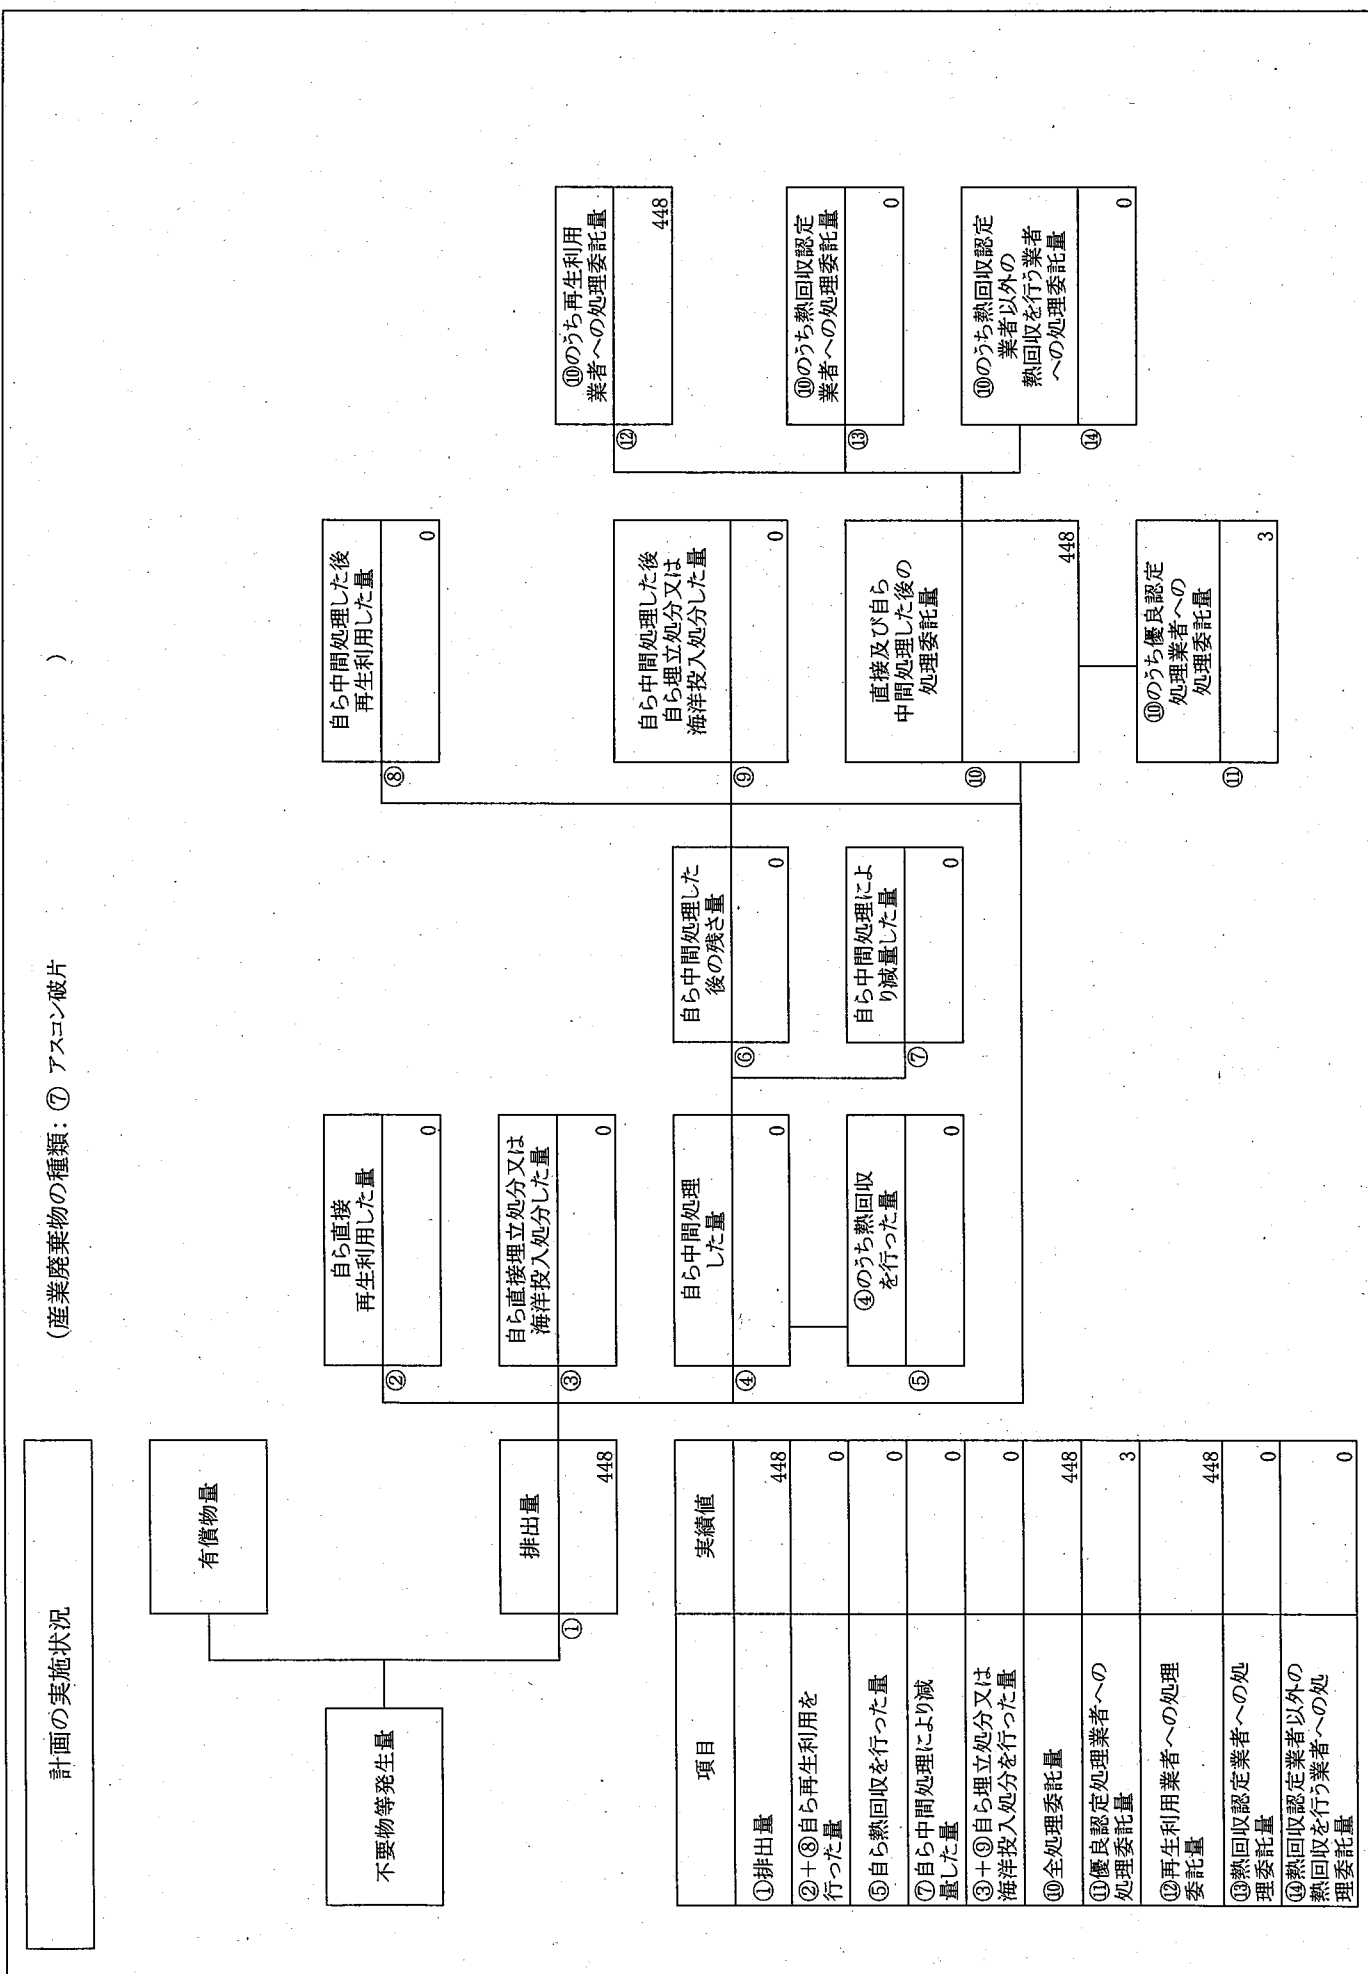 計画の実施状況
(産業廃棄物の種類：⑦ アスコン破片
)
不要物等発生量
有償物量
排出量
①
448
自ら直接
再生利用した量
②
0
自ら直接埋立処分又は
海洋投入処分した量
③
0
自ら中間処理
した量
④
0
④のうち熱回収
を行った量
⑤
0
自ら中間処理した
後の残さ量
⑥
0
自ら中間処理によ
り減量した量
⑦
0
自ら中間処理した後
再生利用した量
⑧
0
自ら中間処理した後
自ら埋立処分又は
海洋投入処分した量
⑨
0
直接及び自ら
中間処理した後の
処理委託量
⑩
448
⑩のうち優良認定
処理業者への
処理委託量
⑪
3
⑩のうち再生利用
業者への処理委託量
⑫
448
⑩のうち熱回収認定
業者への処理委託量
⑬
0
⑩のうち熱回収認定
業者以外の
熱回収を行う業者
への処理委託量
⑭
0
項目 実績値
①排出量 448
②＋⑧自ら再生利用を
行った量 0
⑤自ら熱回収を行った量 0
⑦自ら中間処理により減
量した量 0
③＋⑨自ら埋立処分又は
海洋投入処分を行った量 0
⑩全処理委託量 448
⑪優良認定処理業者への
処理委託量 3
⑫再生利用業者への処理
委託量 448
⑬熱回収認定業者への処
理委託量 0
⑭熱回収認定業者以外の
熱回収を行う業者への処
理委託量 0